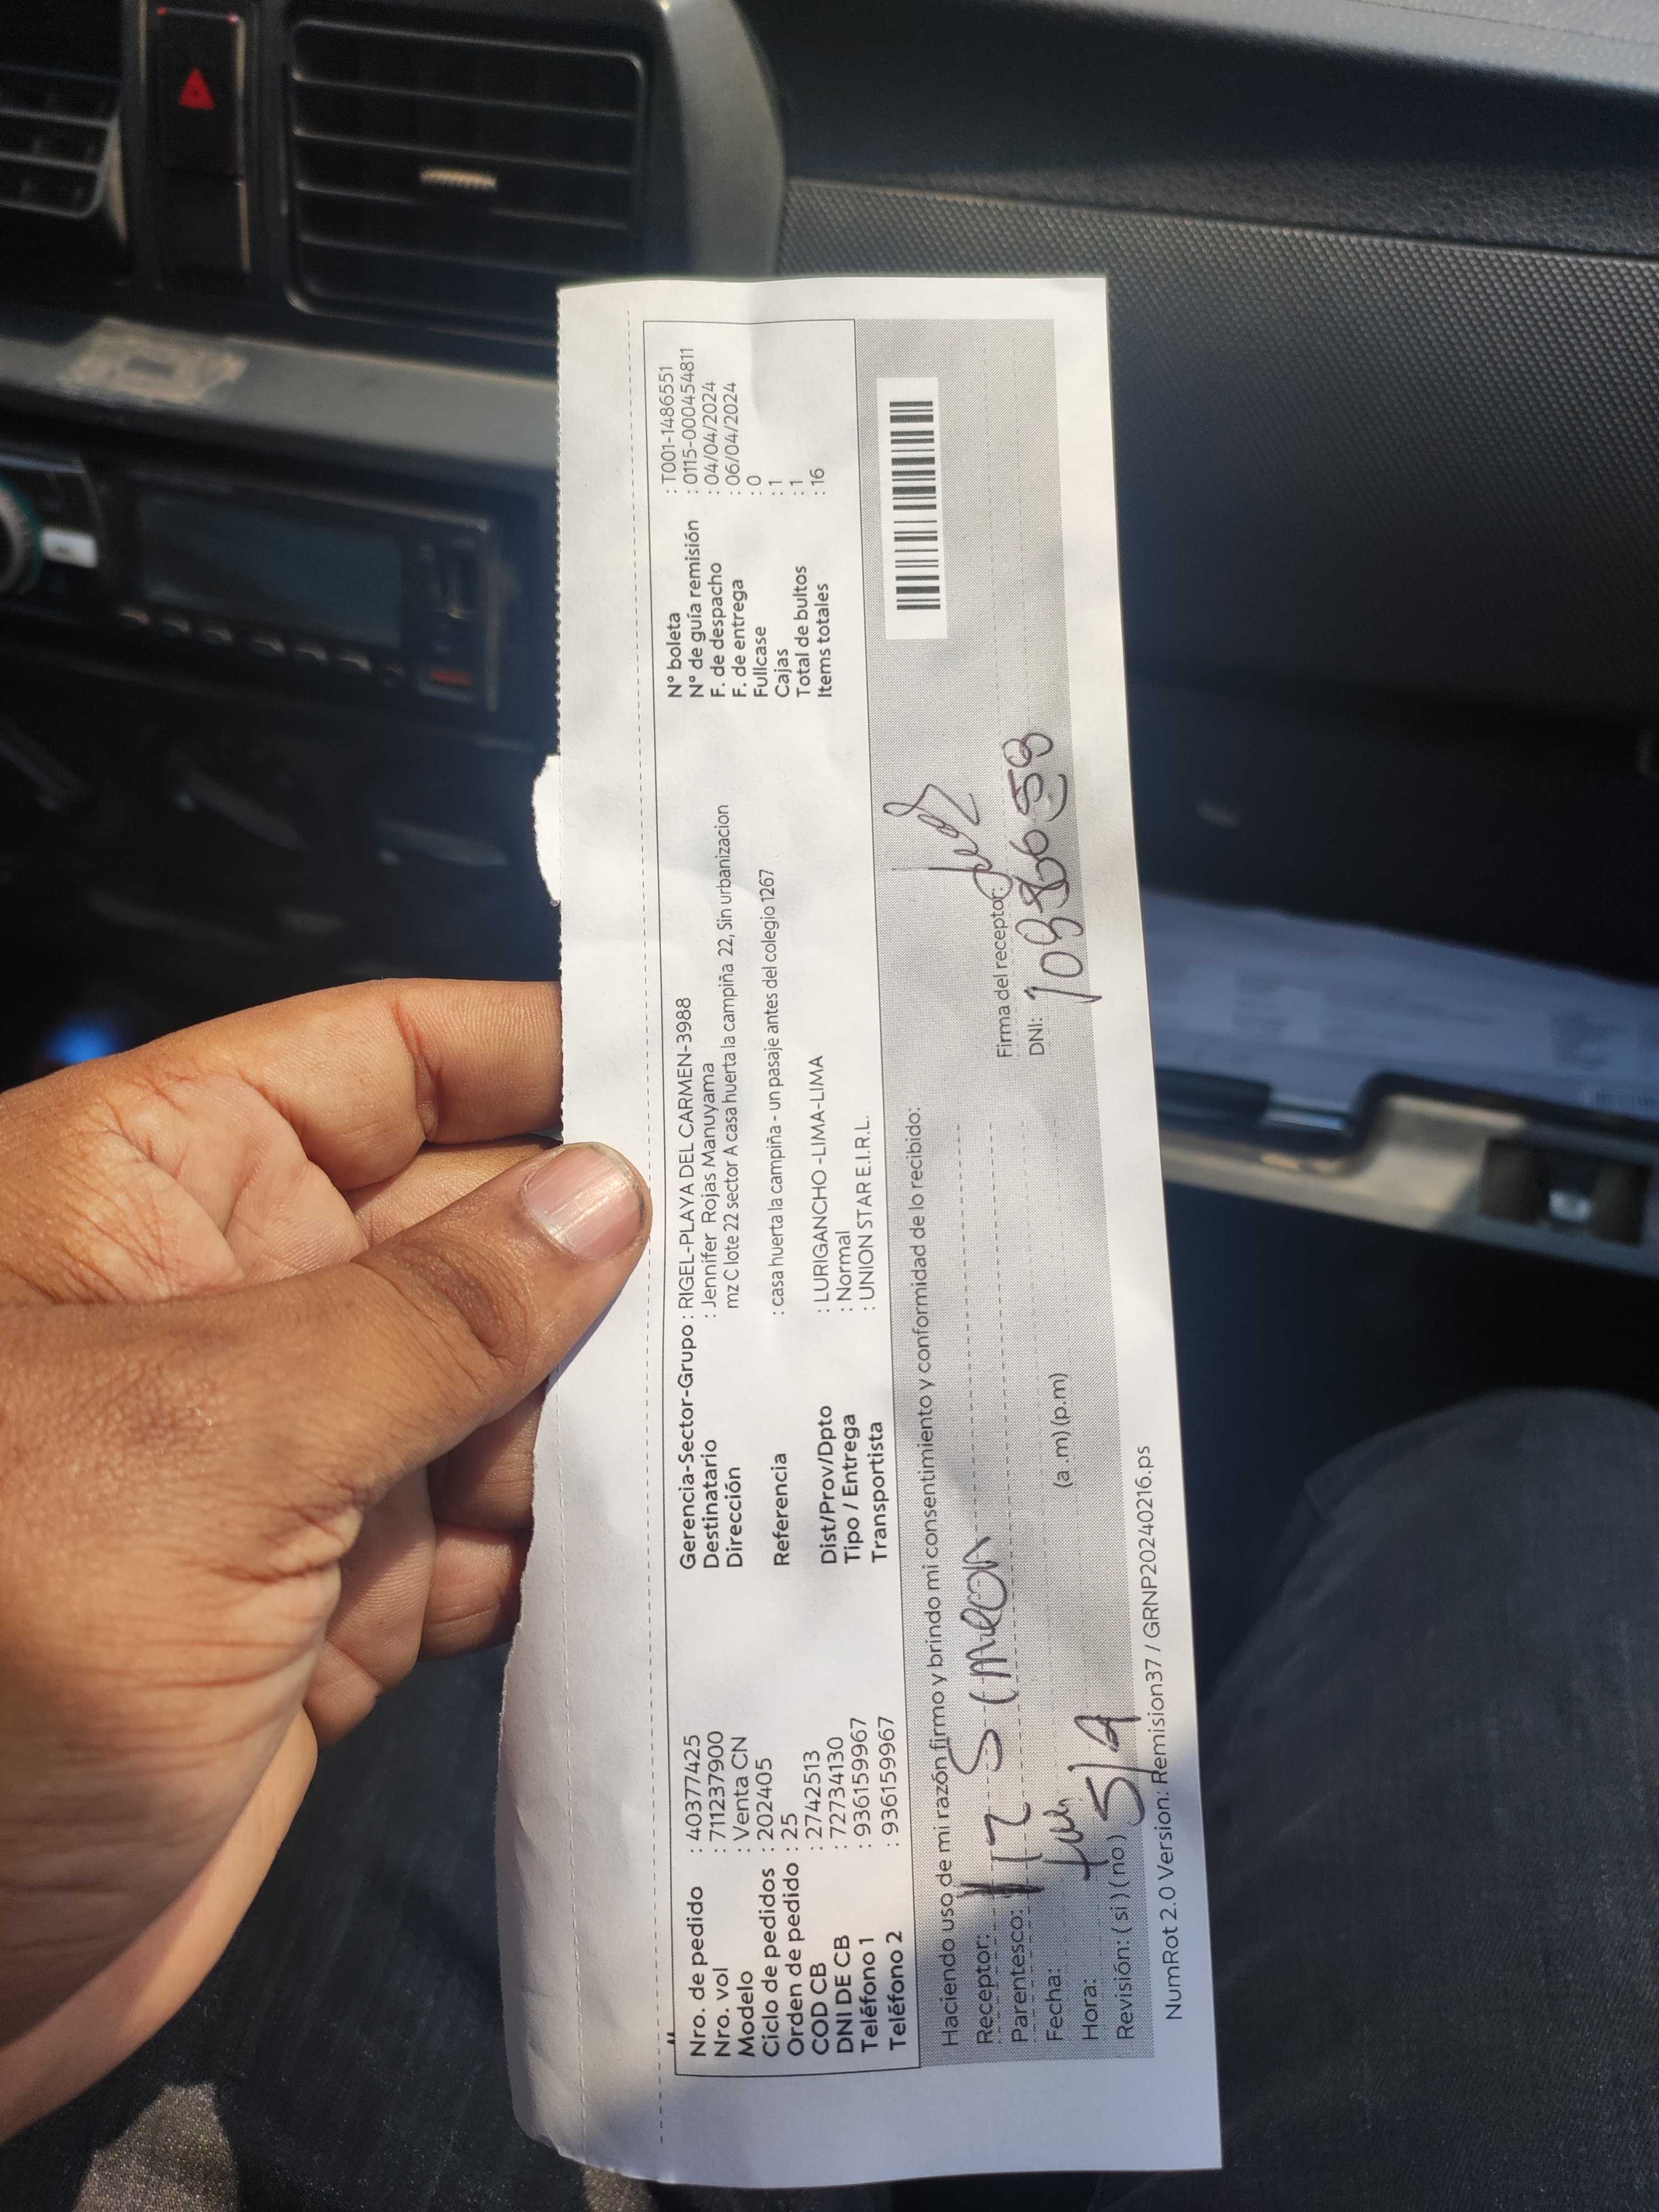 Nro. de pedido : 40377425
Nro. vol : 711237900
Modelo : Venta CN
Ciclo de pedidos : 202405
Orden de pedido : 25
COD CB : 2742513
DNI DE CB : 72734130
Teléfono 1 : 936159967
Teléfono 2 : 936159967
Gerencia-Sector-Grupo : RIGEL-PLAYA DEL CARMEN-3988
Destinatario : Jennifer Rojas Manuyama
Dirección mz C lote 22 sector A casa huerta la campiña 22, Sin urbanizacion
Referencia : casa huerta la campiña - un pasaje antes del colegio 1267
Dist/Prov/Dpto : LURIGANCHO -LIMA-LIMA
Tipo / Entrega : Normal
Transportista : UNION STAR E.I.R.L.
N° boleta : T001-1486551
N° de guía remisión : 0115-000454811
F. de despacho : 04/04/2024
F. de entrega : 06/04/2024
Fullcase : 0
Cajas : 1
Total de bultos : 1
Items totales : 16
Haciendo uso de mi razón firmo y brindo mi consentimiento y conformidad de lo recibido:
Receptor: Simeon
Parentesco:
Fecha:
Hora: 5/4 (a .m) (p.m)
Revisión: ( si ) ( no )
Firma del receptor:
DNI:
NumRot 2.0 Version: Remision37 / GRNP20240216.ps